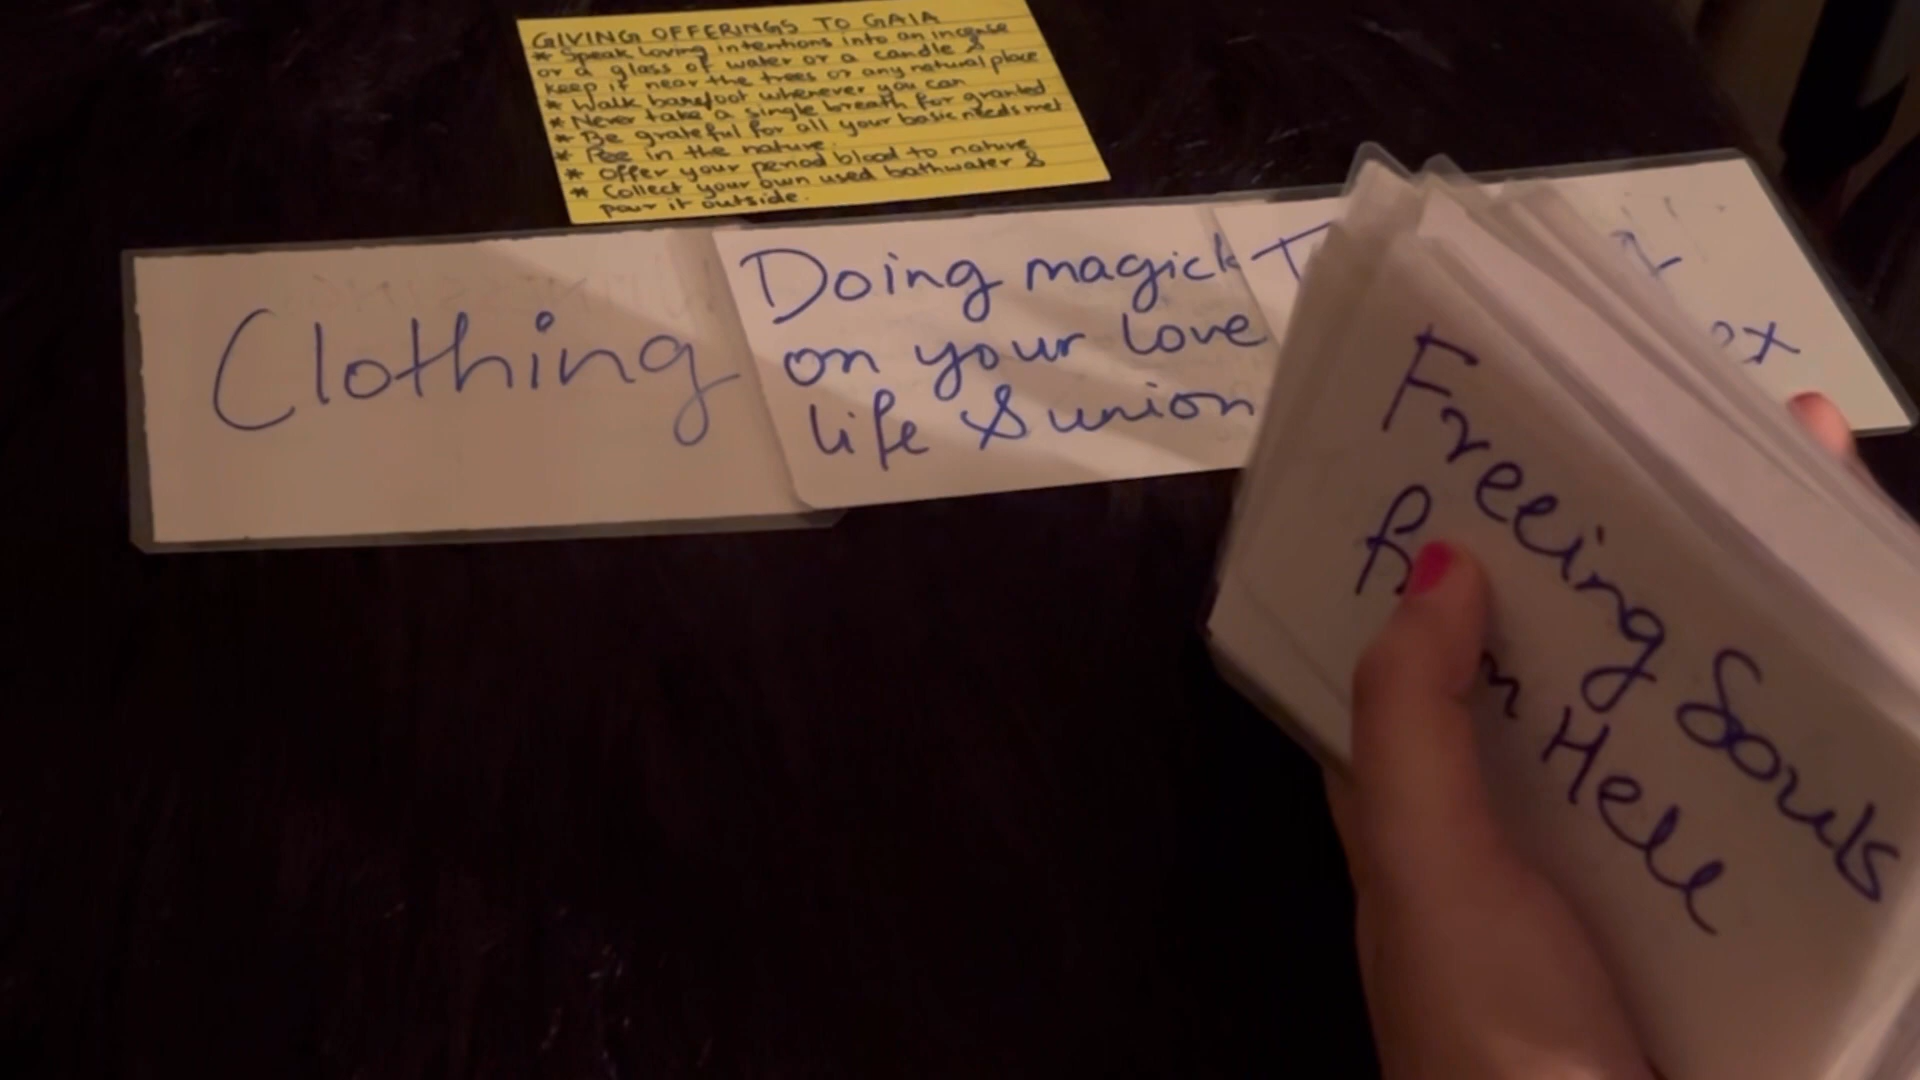 GIVING OFFERINGS TO GAIA
* Speak loving intentions into an incense
or a glass of water or a candle &
keep it near the trees or any natural place
* Walk barefoot wherever you can
* Never take a single breath for granted
* Be grateful for all your basic needs met
* Pee in the nature.
* Offer your period blood to nature
* Collect your own used bathwater &
pour it outside.
Clothing
Doing magick
on your love
life & union
Freeing Souls
Hell